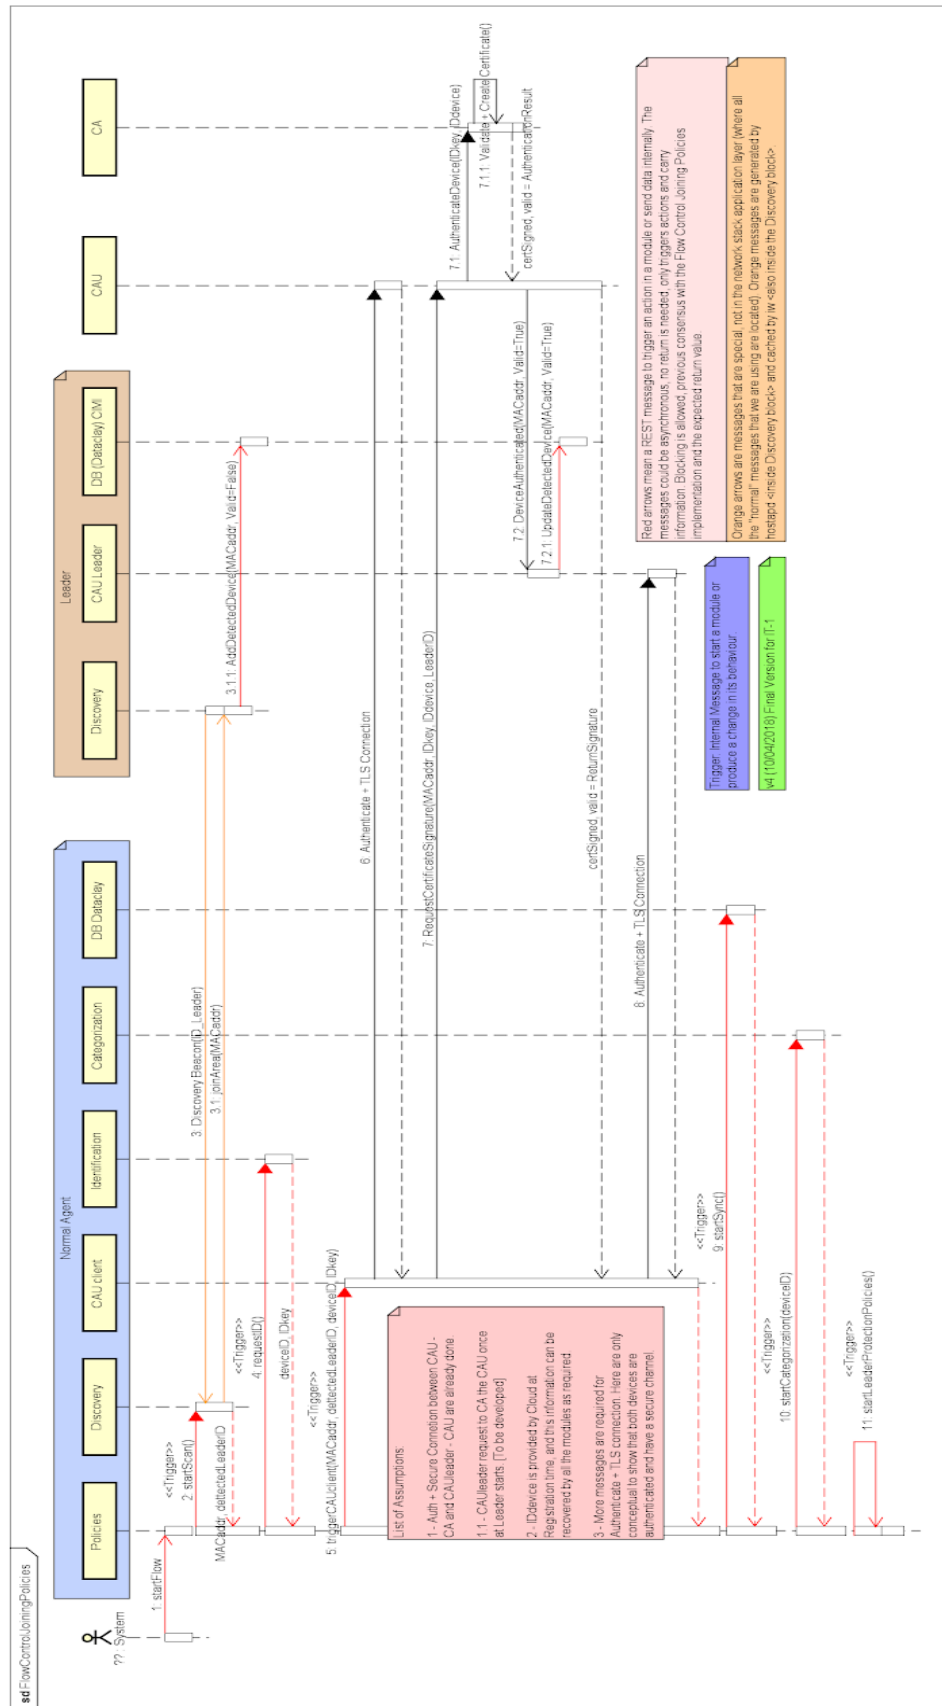 sd FlowControlJoiningPolicies
??: System
Normal Agent
Policies
Discovery
CAU client
Identification
Categorization
DB Dataclay
Leader
Discovery
CAU Leader
DB (Dataclay) CIMI
CAU
CA
1: startFlow
<<Trigger>>
2: startScan()
3: Discovery Beacon(ID_Leader)
3.1: joinArea(MACaddr)
3.1.1: AddDetectedDevice(MACaddr, Valid=False)
MACaddr, dettectedLeaderID
<<Trigger>>
4: requestID()
deviceID, IDkey
<<Trigger>>
5: triggerCAUclient(MACaddr, dettectedLeaderID, deviceID, IDkey)
6: Authenticate + TLS Connection
7: RequestCertificateSignature(MACaddr, IDkey, IDdevice, LeaderID)
7.1: AuthenticateDevice(IDkey, IDdevice)
7.1.1: Validate + Create Certificate()
certSigned, valid = AuthenticationResult
7.2: DeviceAuthenticated(MACaddr, Valid=True)
7.2.1: UpdateDetectedDevice(MACaddr, Valid=True)
certSigned, valid = ReturnSignature
8: Authenticate + TLS Connection
<<Trigger>>
9: startSync()
<<Trigger>>
10: startCategorization(deviceID)
<<Trigger>>
11: startLeaderProtectionPolicies()
List of Assumptions:
1 - Auth + Secure Connetion between CAU -
CA and CAUleader - CAU are already done.
1.1 - CAUleader request to CA the CAU once
at Leader starts. [To be developed]
2 - IDdevice is provided by Cloud at
Registration time, and this information can be
recovered by all the modules as required.
3 - More messages are required for
Authenticate + TLS connection. Here are only
conceptual to show that both devices are
authenticated and have a secure channel.
Trigger: Internal Message to start a module or
produce a change in its behaviour.
v4 (10/04/2018) Final Version for IT-1
Red arrows mean a REST message to trigger an action in a module or send data internally. The
messages could be asynchronous, no return is needed, only triggers actions and carry
information. Blocking is allowed, previous consensus with the Flow Control Joining Policies
implementation and the expected return value.
Orange arrows are messages that are special, not in the network stack application layer (where all
the "normal" messages that we are using are located). Orange messages are generated by
hostapd <inside Discovery block> and cached by iw <also inside the Discovery block>.